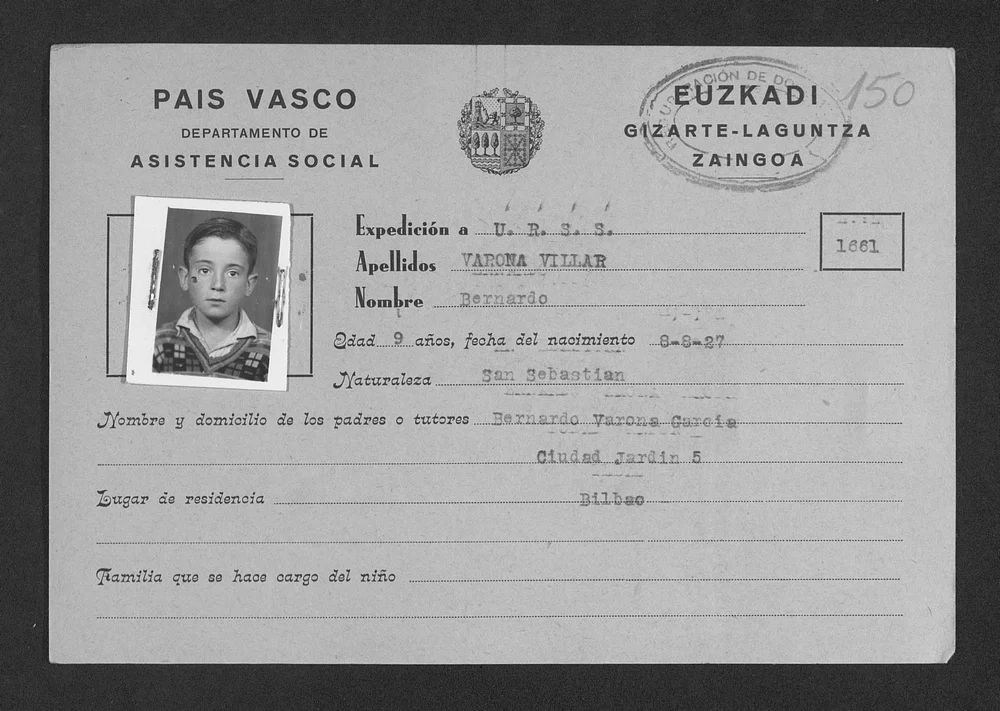 PAIS VASCO
DEPARTAMENTO DE
ASISTENCIA SOCIAL
EUZKADI
GIZARTE-LAGUNTZA
ZAINGOA
150
Expedición a U. R. S. S.
1661
Apellidos VARONA VILLAR
Nombre Bernardo
Edad 9 años, fecha del nacimiento 8-8-27
Naturaleza San Sebastian
Nombre y domicilio de los padres o tutores Bernardo Varona Garcia
Ciudad Jardin 5
Lugar de residencia Bilbao
Familia que se hace cargo del niño